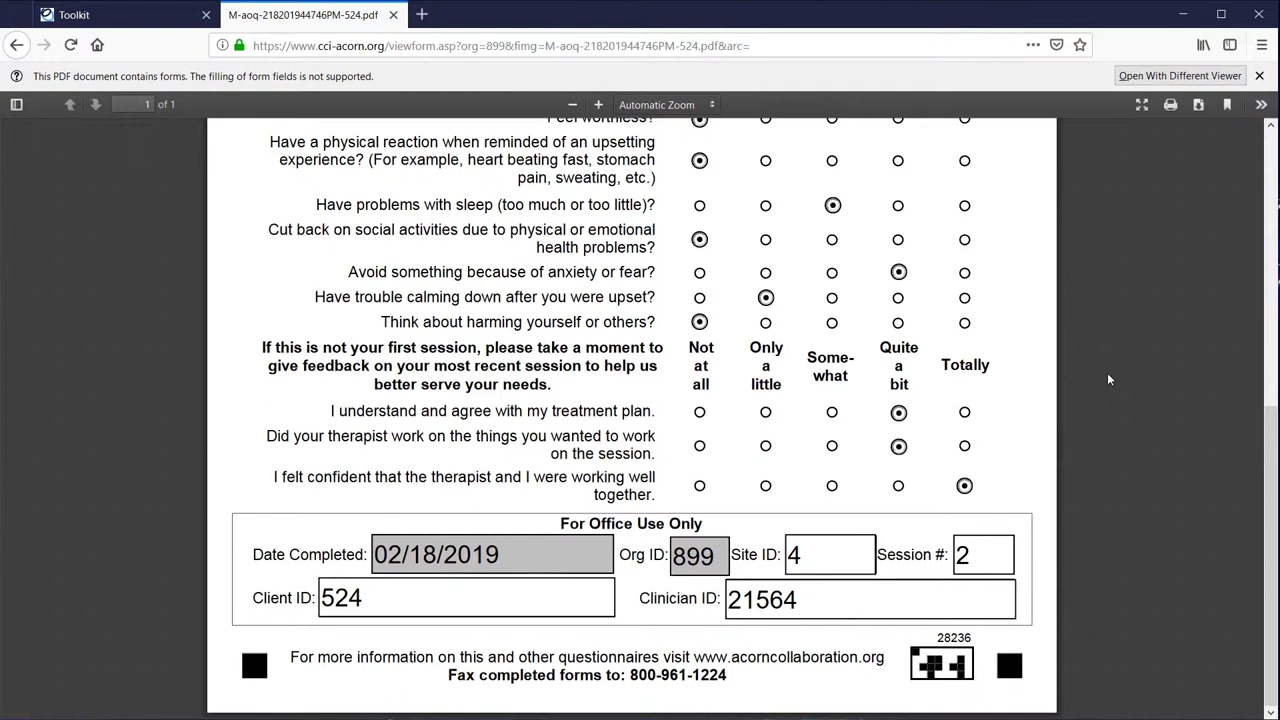 Toolkit
M-aoq-218201944746PM-524.pdf
https://www.cci-acorn.org/viewform.asp?org=899&fimg=M-aoq-218201944746PM-524.pdf&arc=
This PDF document contains forms. The filling of form fields is not supported.
Open With Different Viewer
1 of 1
Automatic Zoom
Feel worthless?
Have a physical reaction when reminded of an upsetting
experience? (For example, heart beating fast, stomach
pain, sweating, etc.)
Have problems with sleep (too much or too little)?
Cut back on social activities due to physical or emotional
health problems?
Avoid something because of anxiety or fear?
Have trouble calming down after you were upset?
Think about harming yourself or others?
If this is not your first session, please take a moment to
give feedback on your most recent session to help us
better serve your needs.
Not
at
all
Only
a
little
Some-
what
Quite
a
bit
Totally
I understand and agree with my treatment plan.
Did your therapist work on the things you wanted to work
on the session.
I felt confident that the therapist and I were working well
together.
For Office Use Only
Date Completed: 02/18/2019 Org ID: 899 Site ID: 4 Session #: 2
Client ID: 524 Clinician ID: 21564
28236
For more information on this and other questionnaires visit www.acorncollaboration.org
Fax completed forms to: 800-961-1224